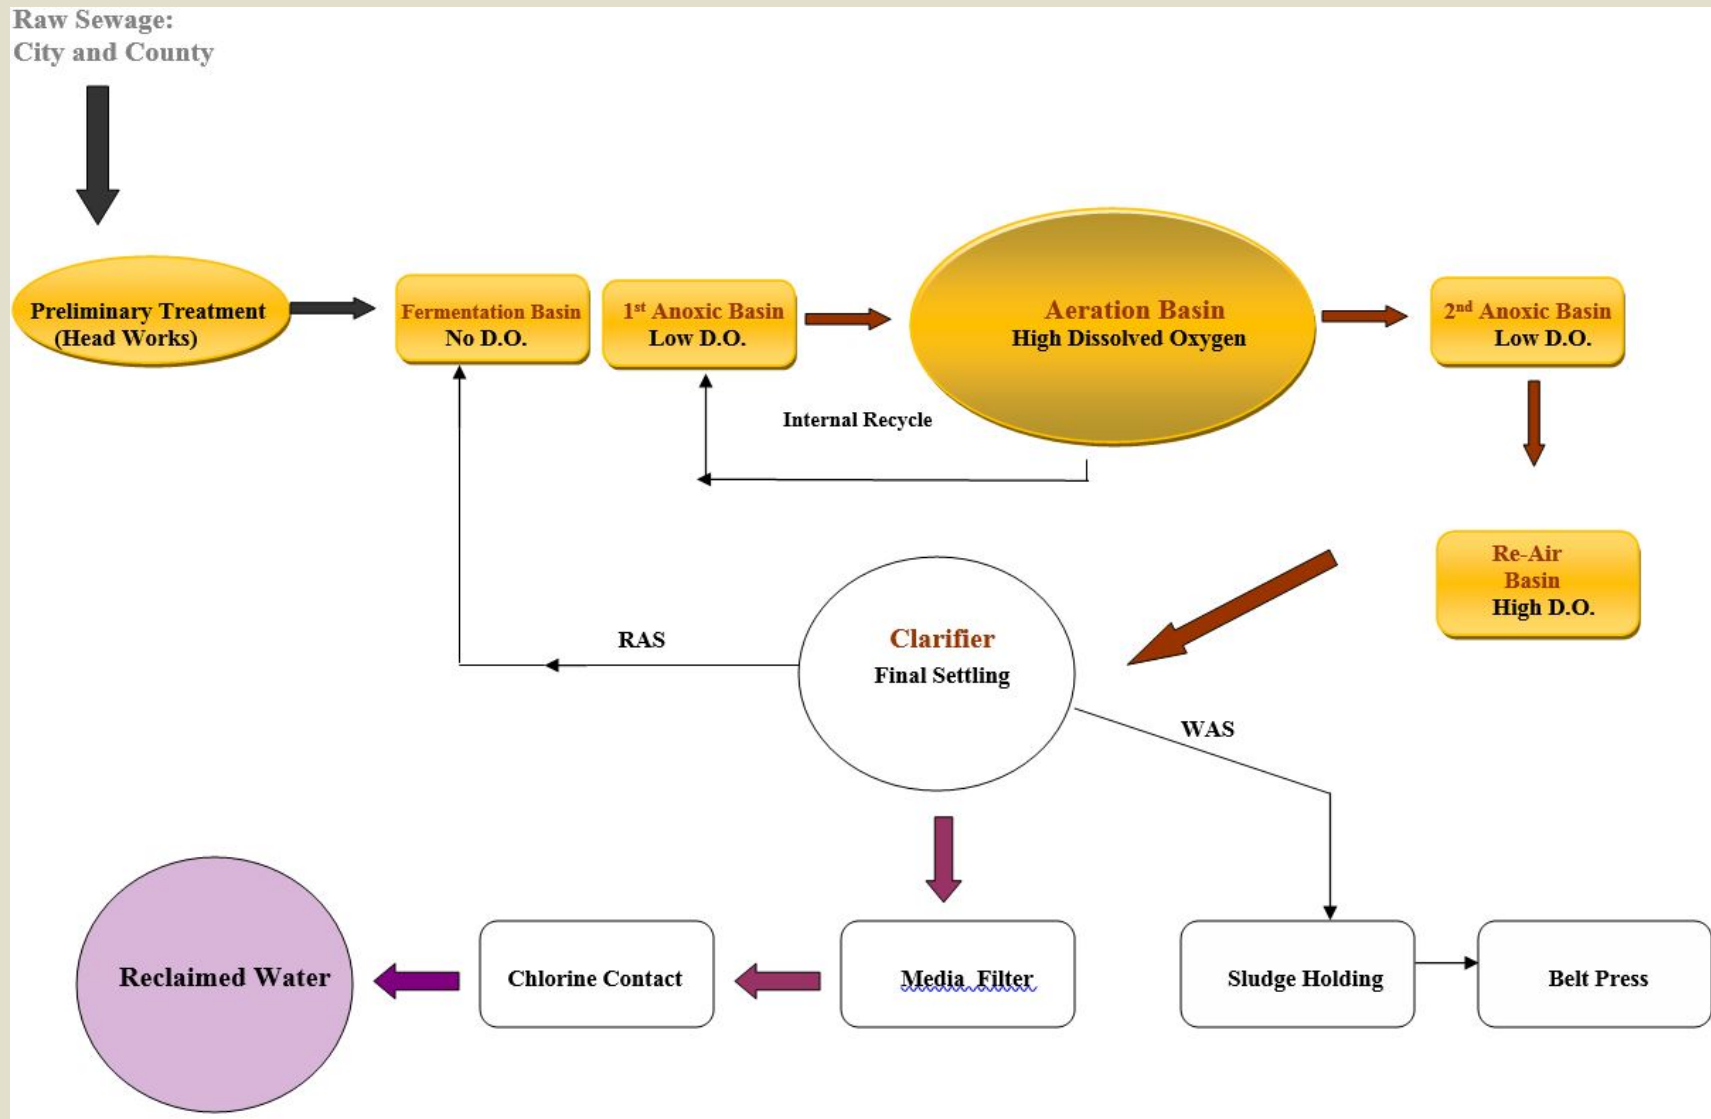 Raw Sewage:
City and County
Preliminary Treatment
(Head Works)
Fermentation Basin
No D.O.
1st Anoxic Basin
Low D.O.
Aeration Basin
High Dissolved Oxygen
2nd Anoxic Basin
Low D.O.
Internal Recycle
Re-Air
Basin
High D.O.
Clarifier
Final Settling
RAS
WAS
Reclaimed Water
Chlorine Contact
Media Filter
Sludge Holding
Belt Press